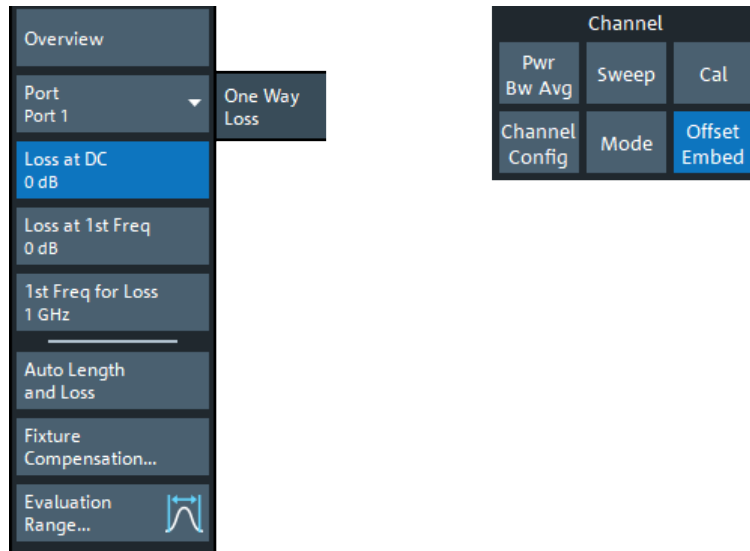 Overview
Port
Port 1
One Way
Loss
Loss at DC
0 dB
Loss at 1st Freq
0 dB
1st Freq for Loss
1 GHz
Auto Length
and Loss
Fixture
Compensation...
Evaluation
Range...
Channel
Pwr
Bw Avg
Sweep
Cal
Channel
Config
Mode
Offset
Embed